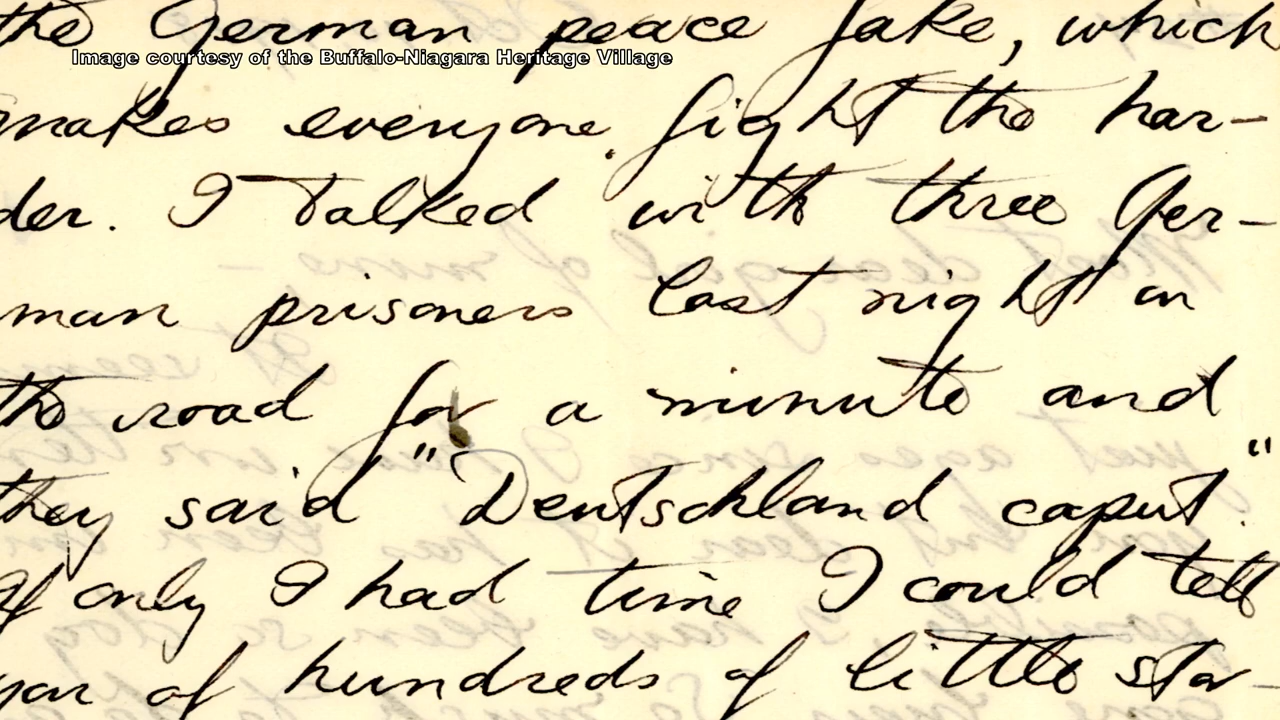 the German peace fake, which
Image courtesy of the Buffalo-Niagara Heritage Village
makes everyone fight the har-
der. I talked with three Ger-
man prisoners last night on
the road for a minute and
they said "Deutschland caput."
If only I had time I could tell
you of hundreds of little sto-